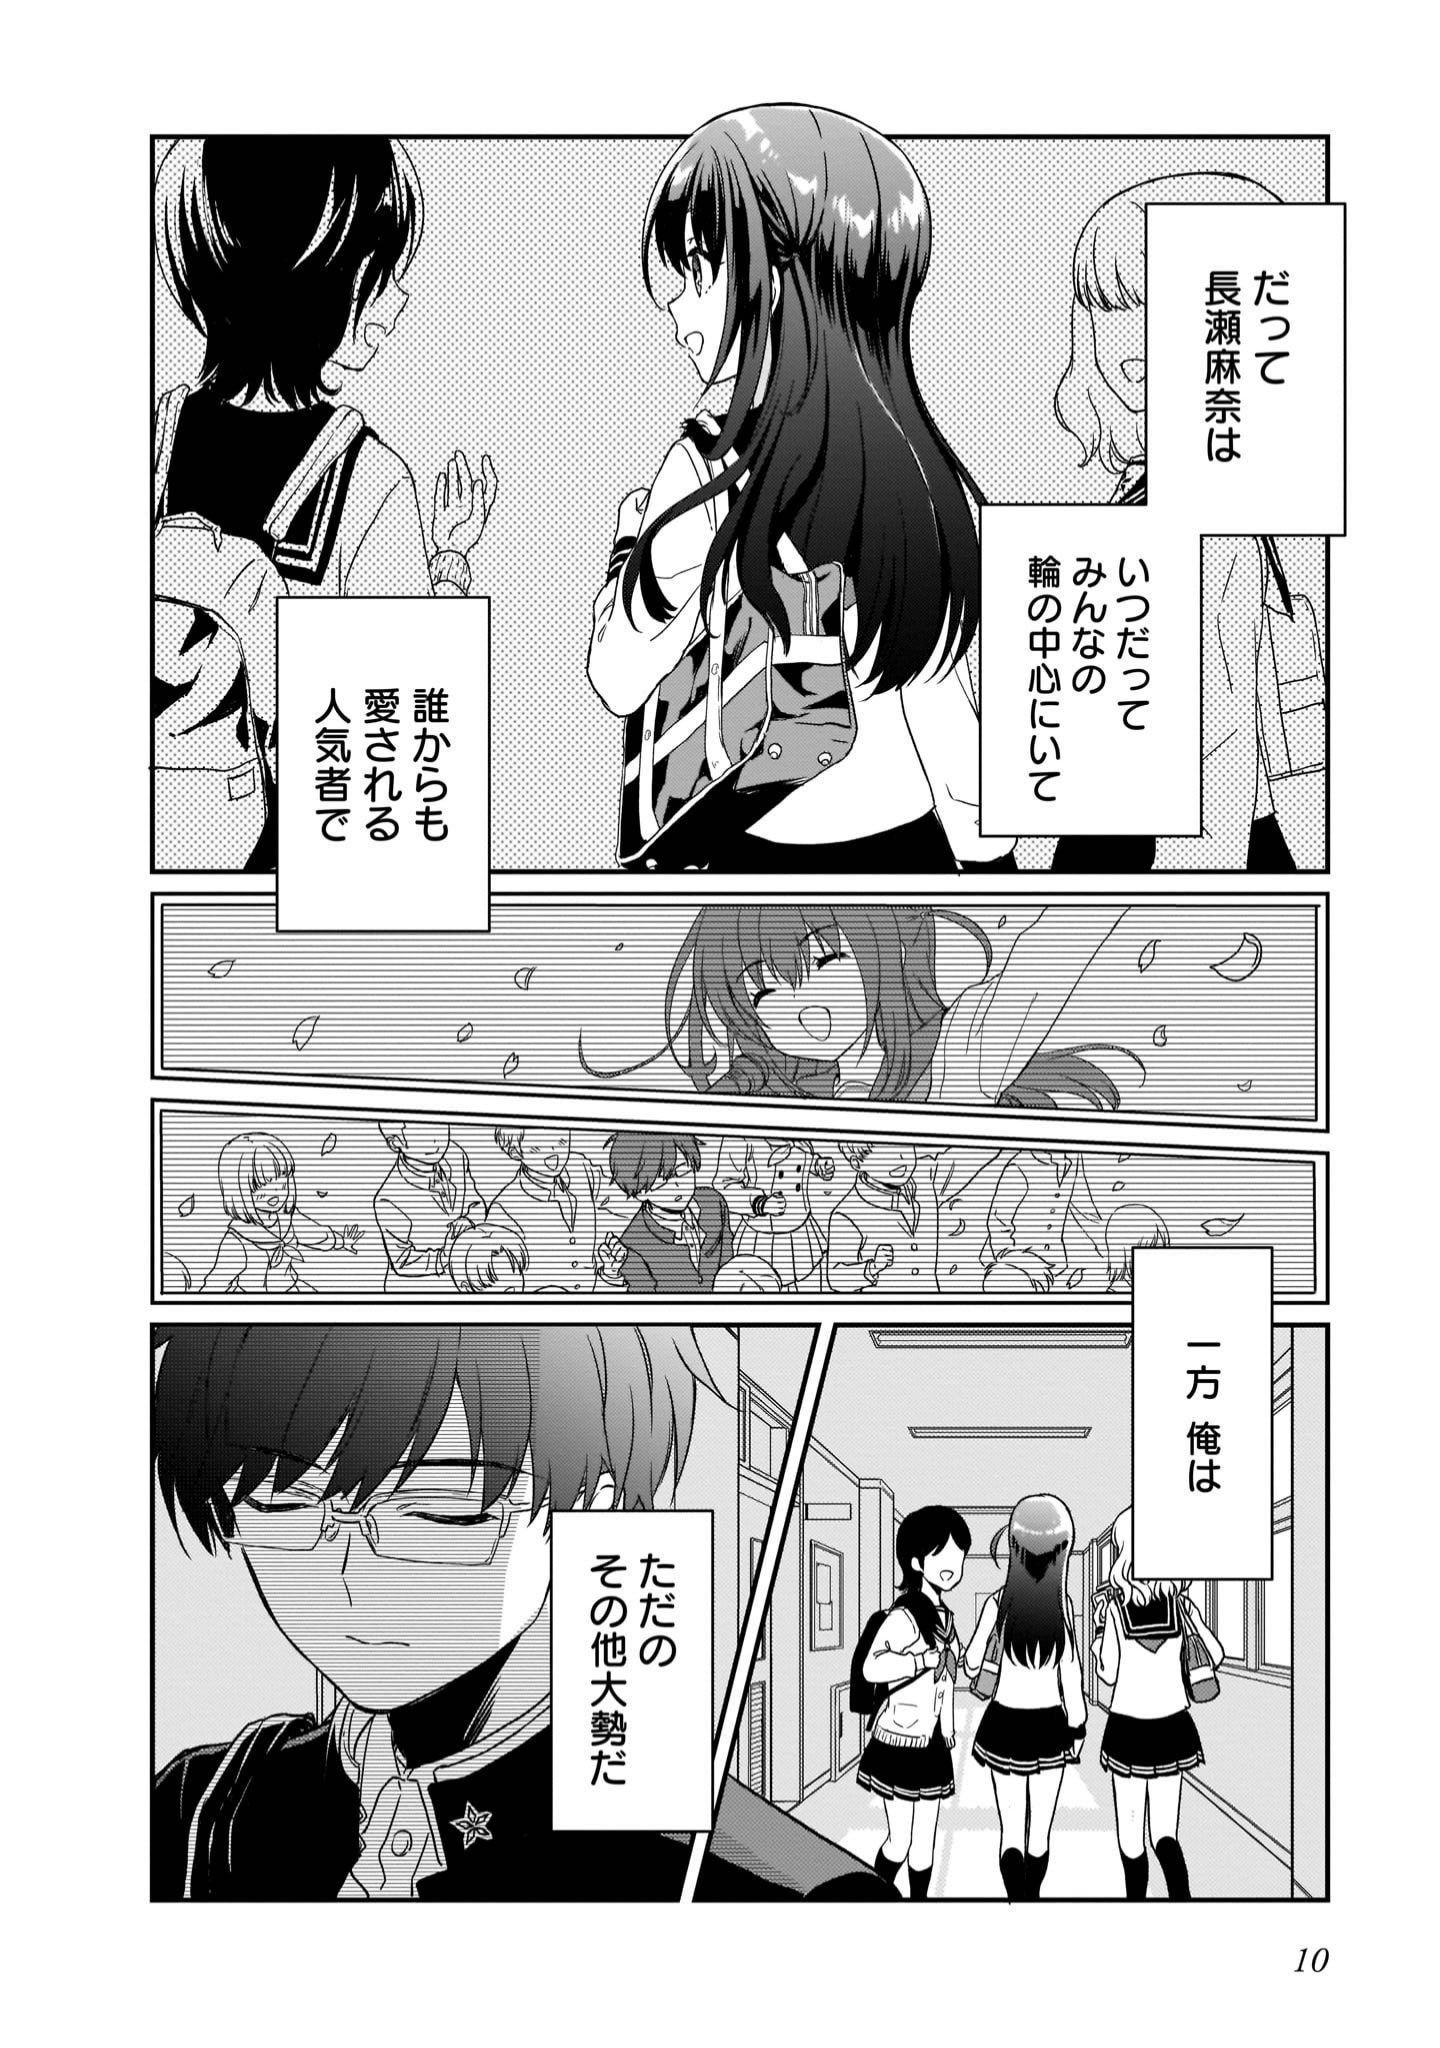 だって
長瀬麻奈は
いつだって
みんなの
輪の中心にいて
誰からも
愛される
人気者で
一方 俺は
ただの
その他大勢だ
10